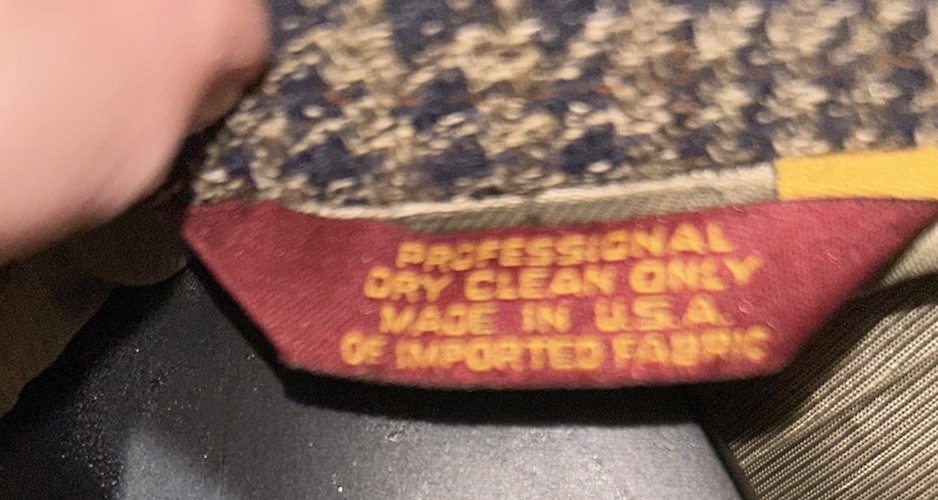 PROFESSIONAL
DRY CLEAN ONLY
MADE IN U.S.A.
OF IMPORTED FABRIC